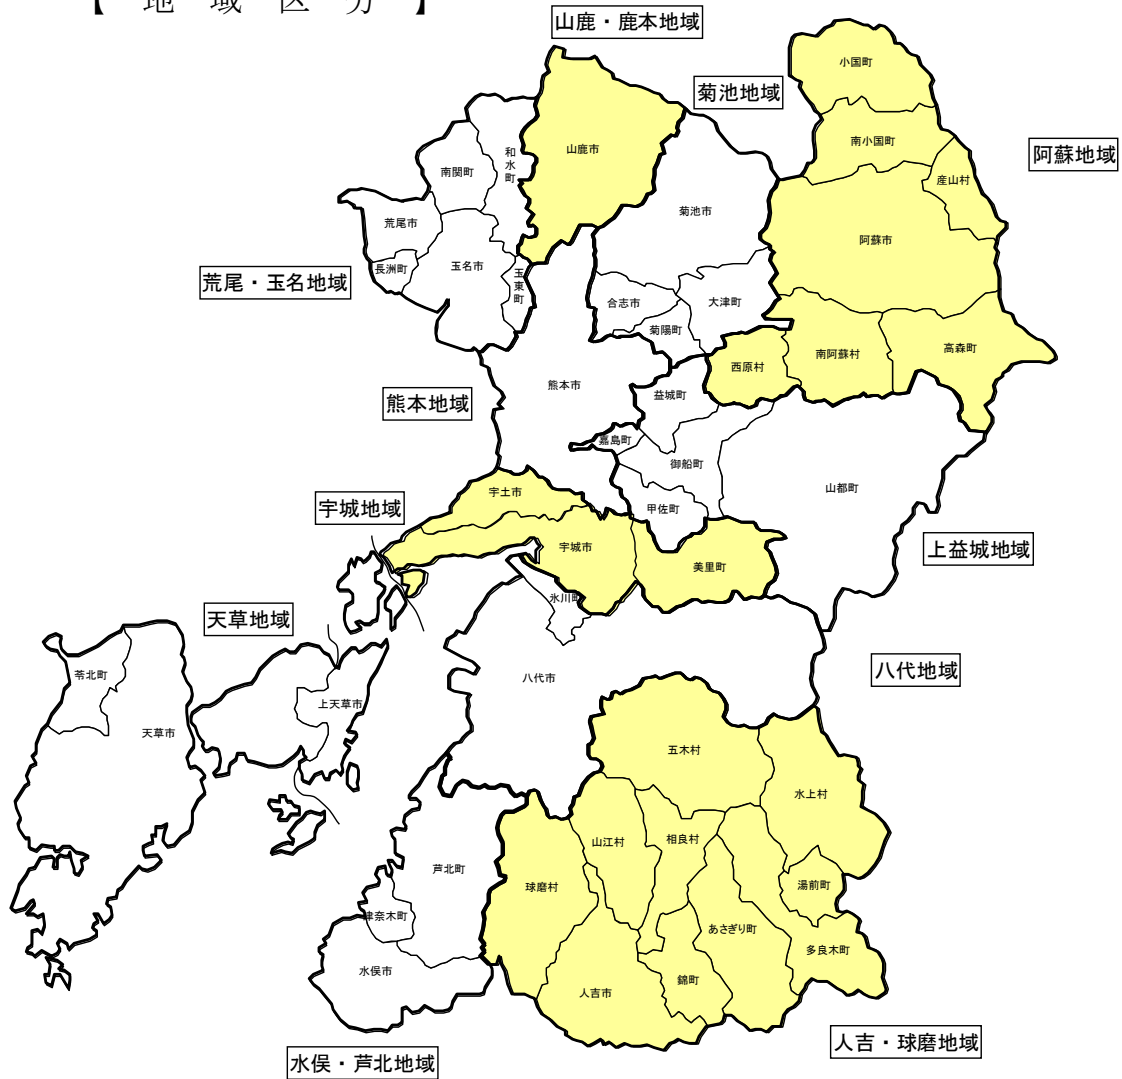 【 地 域 区 分 】
山鹿・鹿本地域
小国町
菊池地域
南小国町
和水町
山鹿市
阿蘇地域
南関町
産山村
菊池市
荒尾市
阿蘇市
玉名市
長洲町
荒尾・玉名地域
玉東町
合志市
大津町
菊陽町
高森町
南阿蘇村
西原村
熊本市
益城町
熊本地域
嘉島町
御船町
山都町
宇土市
甲佐町
宇城地域
宇城市
上益城地域
美里町
氷川町
天草地域
八代地域
苓北町
八代市
上天草市
天草市
五木村
水上村
山江村
相良村
芦北町
球磨村
湯前町
津奈木町
あさぎり町
多良木町
水俣市
錦町
人吉市
人吉・球磨地域
水俣・芦北地域